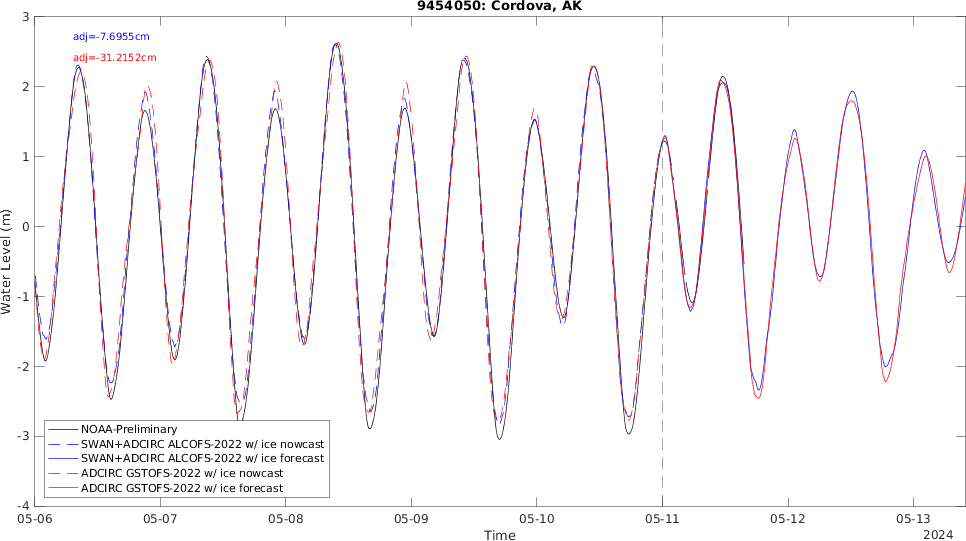 9454050: Cordova, AK
adj=-7.6955cm
adj=-31.2152cm
3
2
1
0
-1
-2
-3
-4
Water Level (m)
NOAA-Preliminary
SWAN+ADCIRC ALCOFS-2022 w/ ice nowcast
SWAN+ADCIRC ALCOFS-2022 w/ ice forecast
ADCIRC GSTOFS-2022 w/ ice nowcast
ADCIRC GSTOFS-2022 w/ ice forecast
05-06 05-07 05-08 05-09 05-10 05-11 05-12 05-13
Time
2024